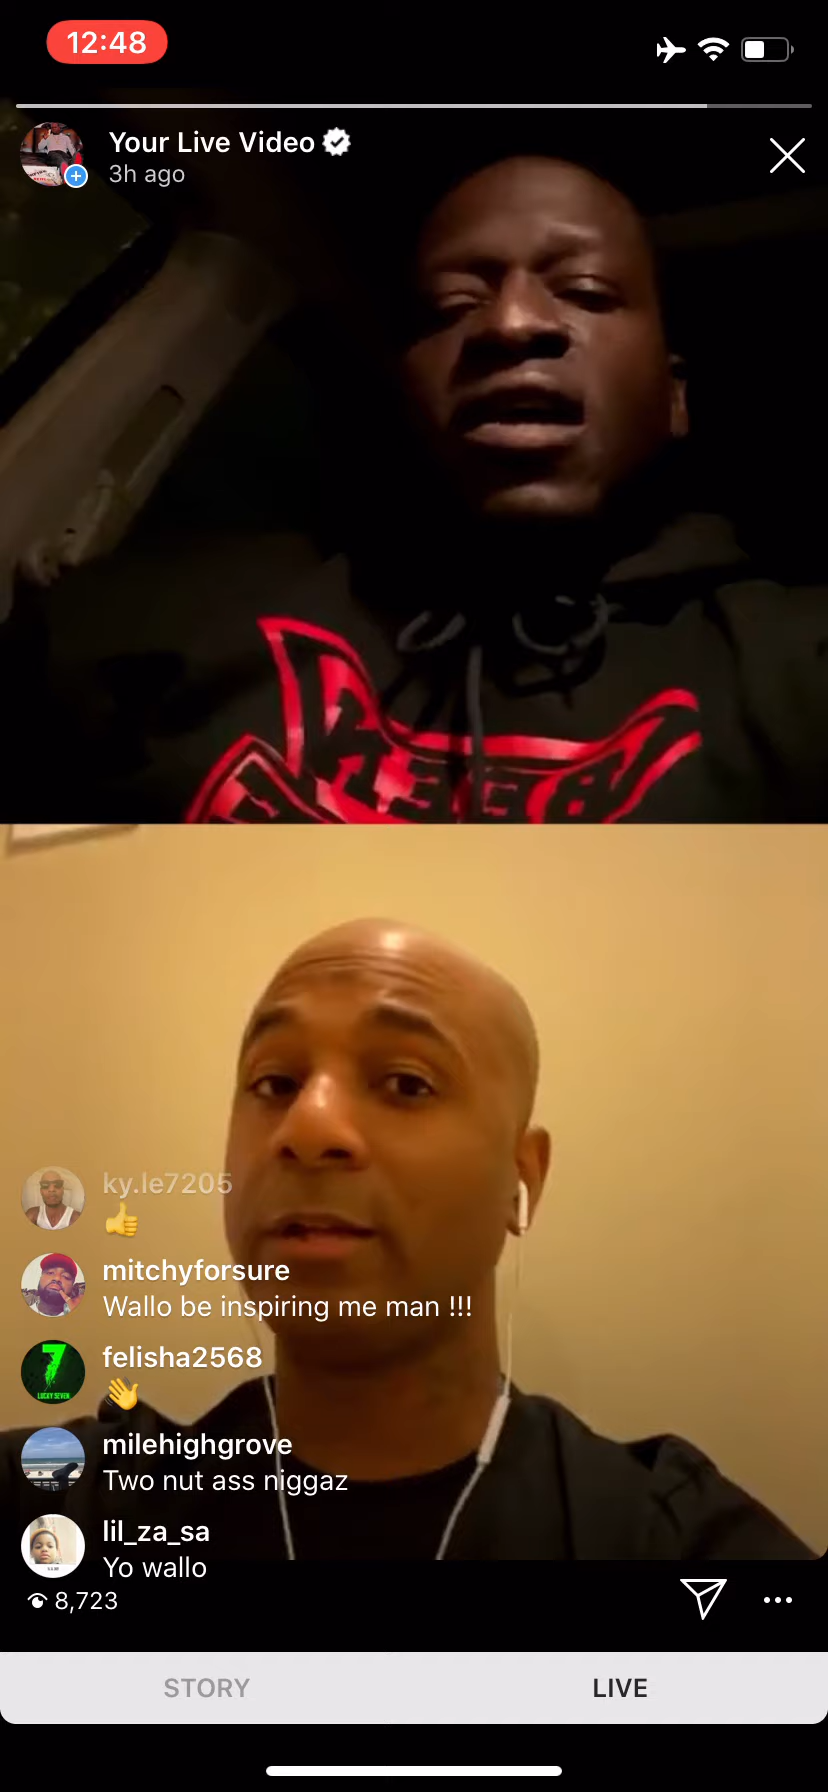 12:48
Your Live Video
3h ago
ky.le7205
👍
mitchyforsure
Wallo be inspiring me man !!!
felisha2568
👋
milehighgrove
Two nut ass niggaz
lil_za_sa
Yo wallo
8,723
STORY
LIVE